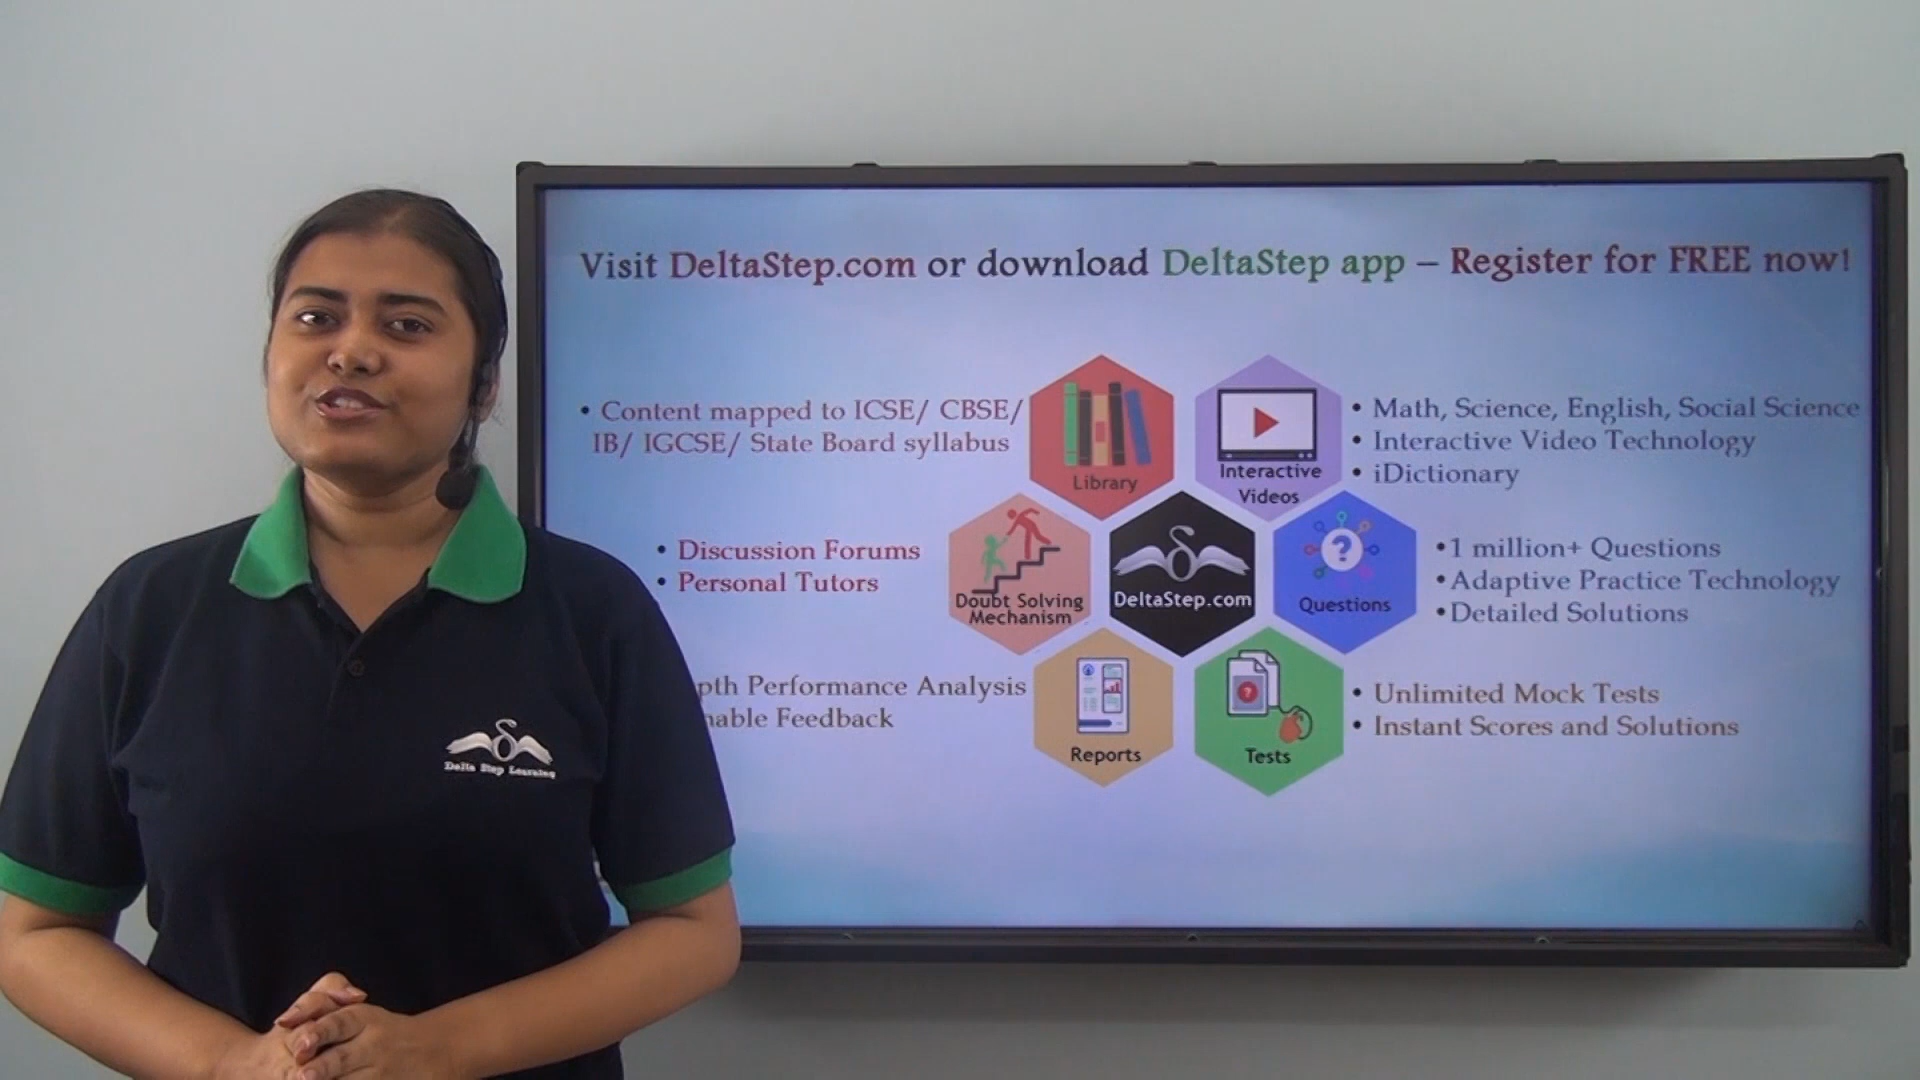 Visit DeltaStep.com or download DeltaStep app – Register for FREE now!
• Content mapped to ICSE/ CBSE/
IB/ IGCSE/ State Board syllabus
Library
Interactive
Videos
• Math, Science, English, Social Science
• Interactive Video Technology
• iDictionary
• Discussion Forums
• Personal Tutors
Doubt Solving
Mechanism
DeltaStep.com
Questions
•1 million+ Questions
•Adaptive Practice Technology
•Detailed Solutions
Performance Analysis
Feedback
Reports
Tests
• Unlimited Mock Tests
• Instant Scores and Solutions
Delta Step Learning